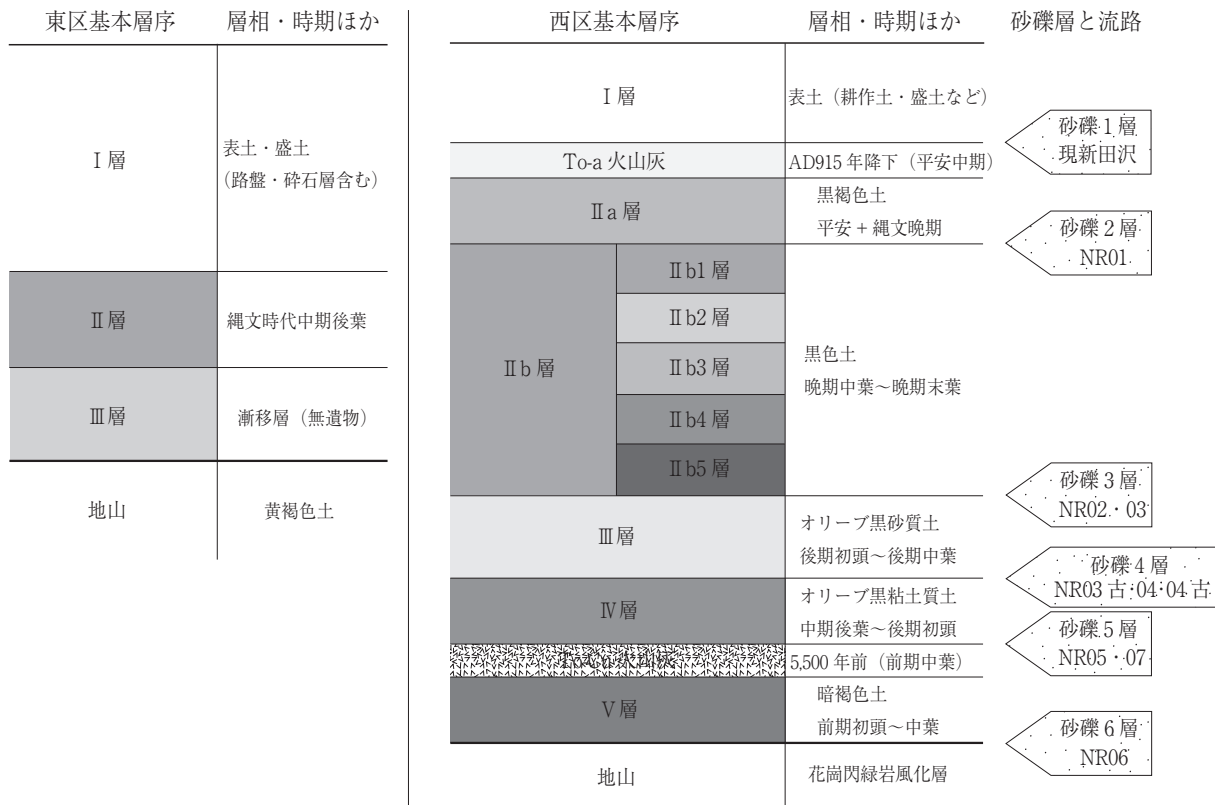 東区基本層序
層相・時期ほか
Ⅰ層
表土・盛土
(路盤・砕石層含む)
Ⅱ層
縄文時代中期後葉
Ⅲ層
漸移層（無遺物）
地山
黄褐色土
西区基本層序
層相・時期ほか
砂礫層と流路
Ⅰ層
表土（耕作土・盛土など）
To-a 火山灰
AD915 年降下（平安中期）
Ⅱa 層
黒褐色土
平安 + 縄文晩期
Ⅱb 層
Ⅱb1 層
Ⅱb2 層
Ⅱb3 層
Ⅱb4 層
Ⅱb5 層
黒色土
晩期中葉～晩期末葉
Ⅲ層
オリーブ黒砂質土
後期初頭～後期中葉
Ⅳ層
オリーブ黒粘土質土
中期後葉～後期初頭
火山灰
5,500 年前（前期中葉）
Ⅴ層
暗褐色土
前期初頭～中葉
地山
花崗閃緑岩風化層
砂礫 1 層
現新田沢
砂礫 2 層
NR01
砂礫 3 層
NR02・03
砂礫 4 層
NR03 古・04・04 古
砂礫 5 層
NR05・07
砂礫 6 層
NR06